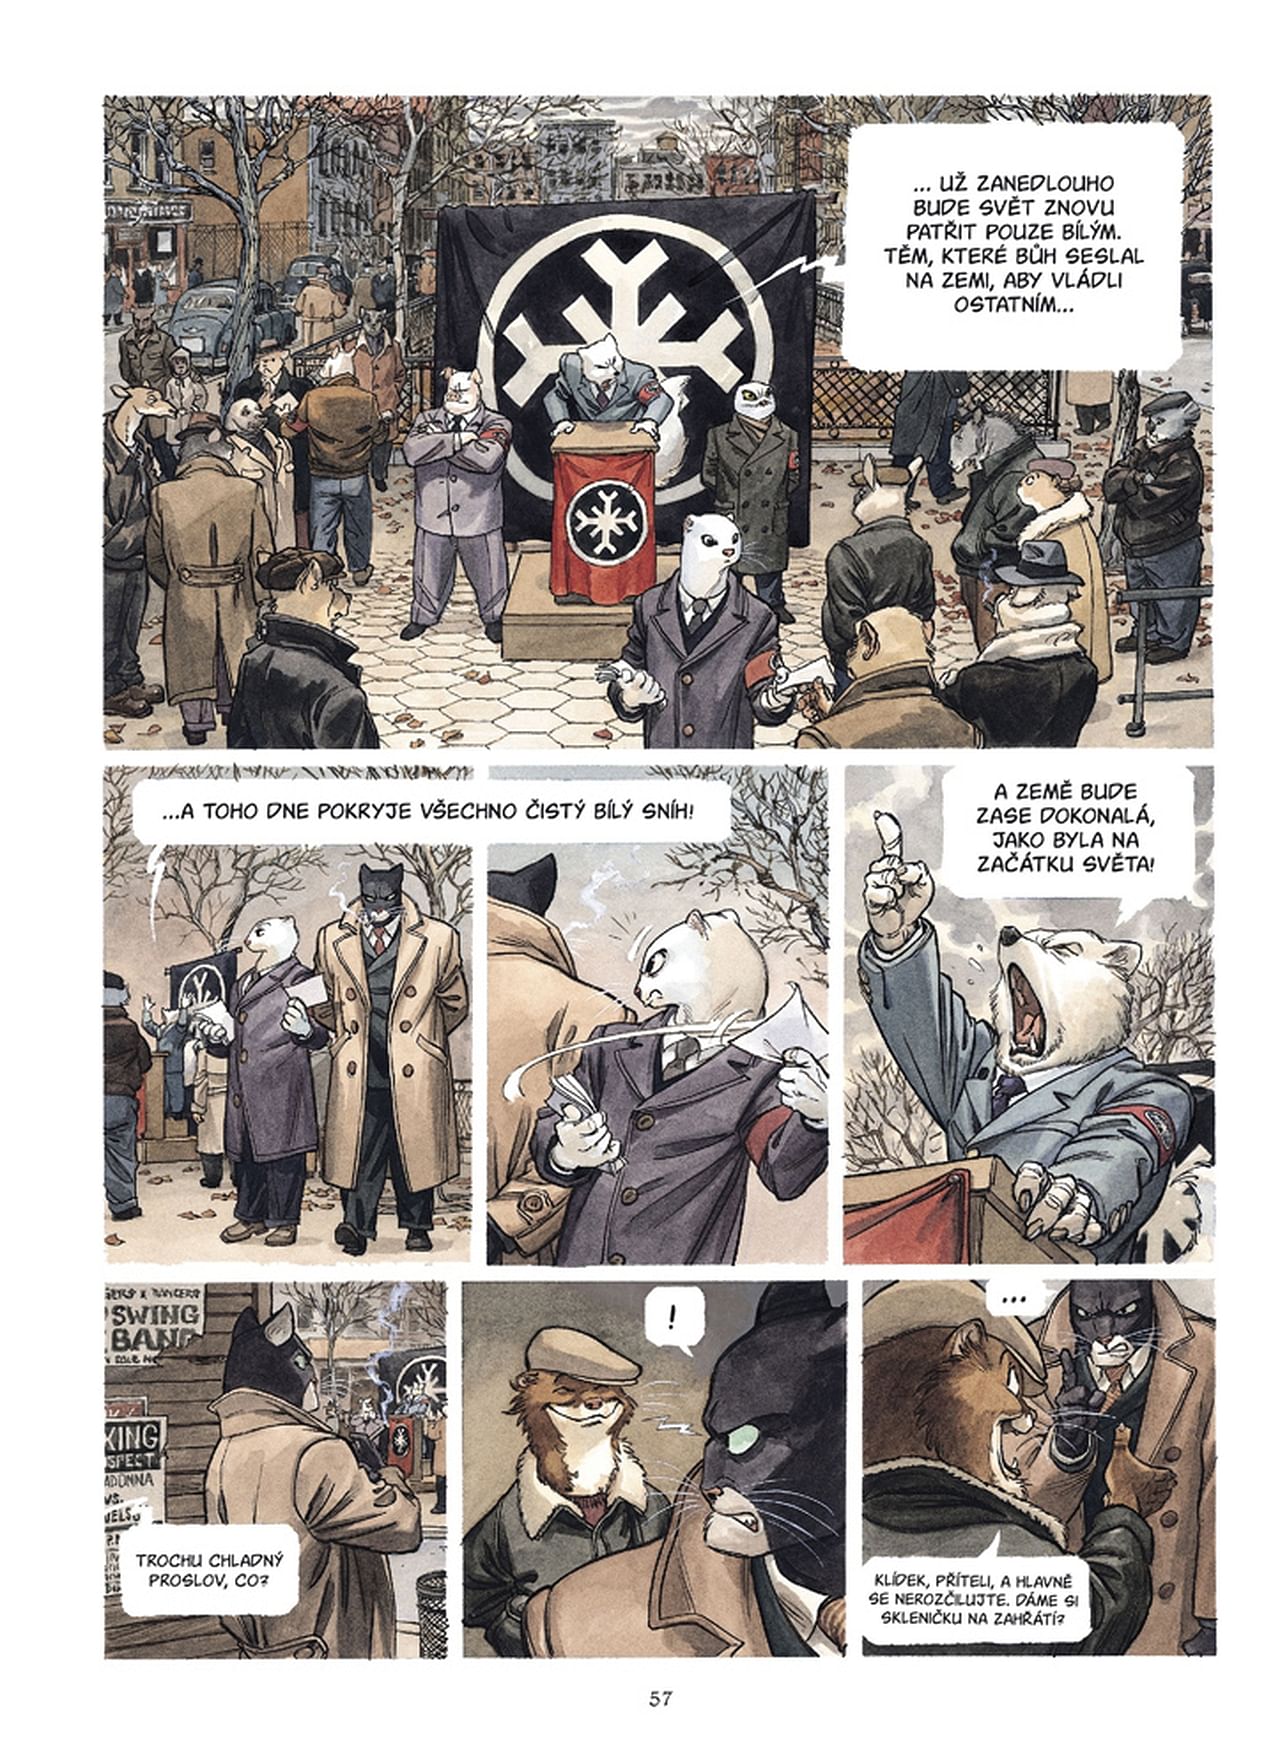 ... UŽ ZANEDLOUHO
BUDE SVĚT ZNOVU
PATŘIT POUZE BÍLÝM.
TĚM, KTERÉ BŮH SESLAL
NA ZEMI, ABY VLÁDLI
OSTATNÍM...
...A TOHO DNE POKRYJE VŠECHNO ČISTÝ BÍLÝ SNÍH!
A ZEMĚ BUDE
ZASE DOKONALÁ,
JAKO BYLA NA
ZAČÁTKU SVĚTA!
SWING
BAND
XING
ADONNA
VS.
TROCHU CHLADNÝ
PROSLOV, CO?
!
...
KLÍDEK, PŘÍTELI, A HLAVNĚ
SE NEROZČILUJTE. DÁME SI
SKLENIČKU NA ZAHŘÁTÍ?
57